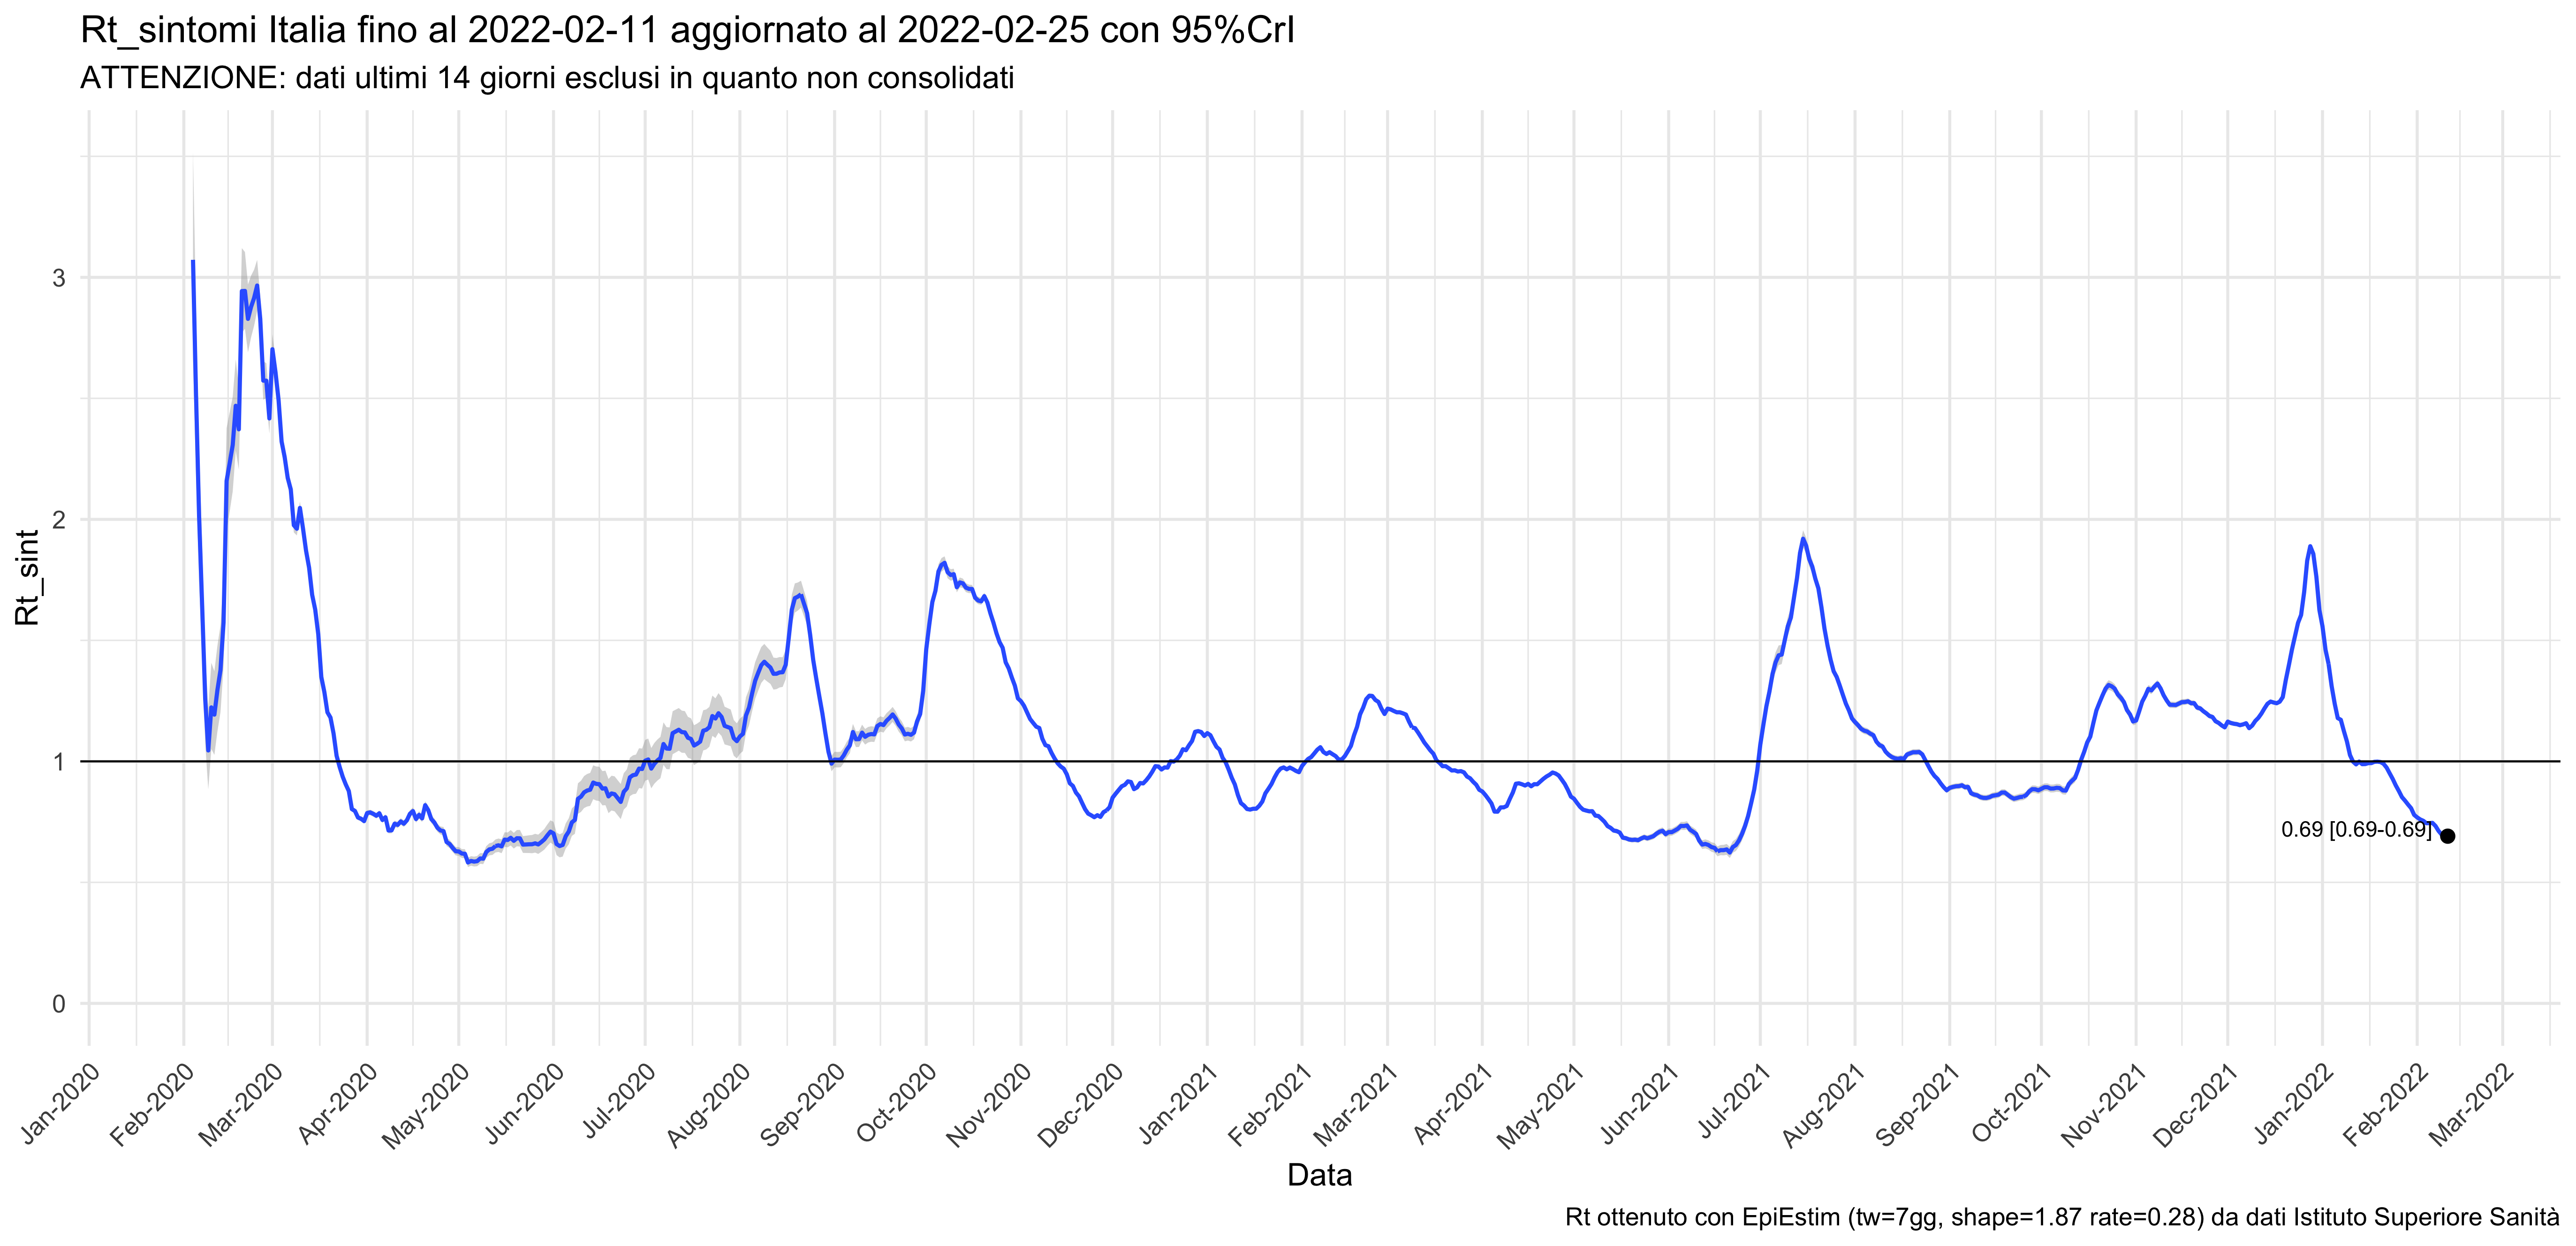 Rt_sintomi Italia fino al 2022-02-11 aggiornato al 2022-02-25 con 95%CrI
ATTENZIONE: dati ultimi 14 giorni esclusi in quanto non consolidati
Rt_sint
3
2
1
0
0.69 [0.69-0.69]
Jan-2020
Feb-2020
Mar-2020
Apr-2020
May-2020
Jun-2020
Jul-2020
Aug-2020
Sep-2020
Oct-2020
Nov-2020
Dec-2020
Jan-2021
Feb-2021
Mar-2021
Apr-2021
May-2021
Jun-2021
Jul-2021
Aug-2021
Sep-2021
Oct-2021
Nov-2021
Dec-2021
Jan-2022
Feb-2022
Mar-2022
Data
Rt ottenuto con EpiEstim (tw=7gg, shape=1.87 rate=0.28) da dati Istituto Superiore Sanità